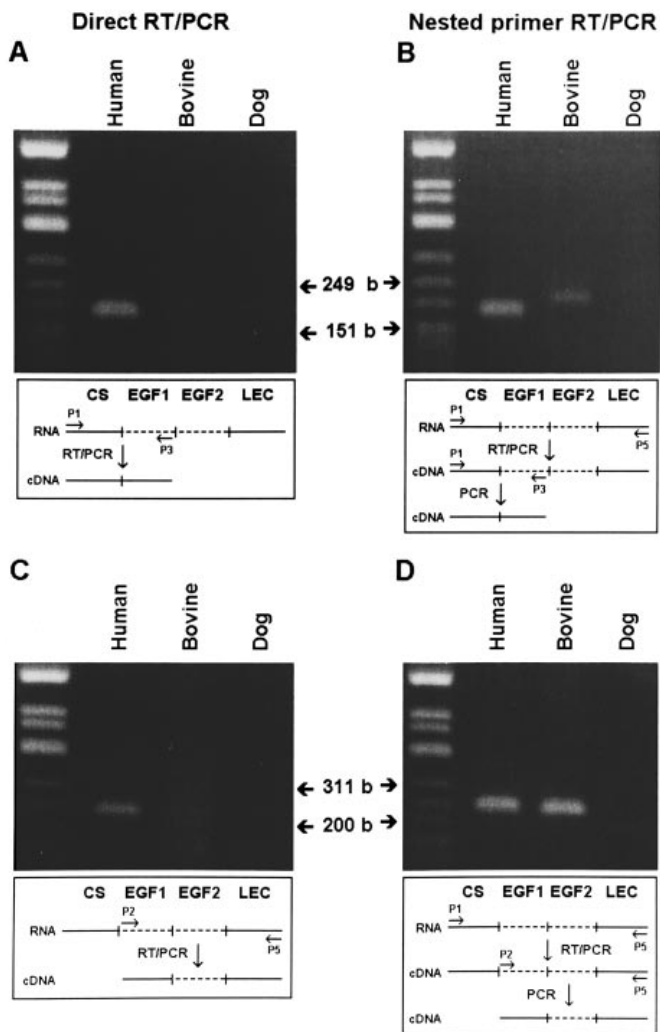 Direct RT/PCR
Nested primer RT/PCR
A
Human
Bovine
Dog
B
Human
Bovine
Dog
← 249 b →
← 151 b →
CS EGF1 EGF2 LEC
P1
RNA
P3
RT/PCR
cDNA
CS EGF1 EGF2 LEC
P1
RNA
P5
RT/PCR
P1
cDNA
P3
PCR
cDNA
C
Human
Bovine
Dog
D
Human
Bovine
Dog
← 311 b →
← 200 b →
CS EGF1 EGF2 LEC
P2
RNA
P5
RT/PCR
cDNA
CS EGF1 EGF2 LEC
P1
RNA
P5
RT/PCR
P2
cDNA
P5
PCR
cDNA